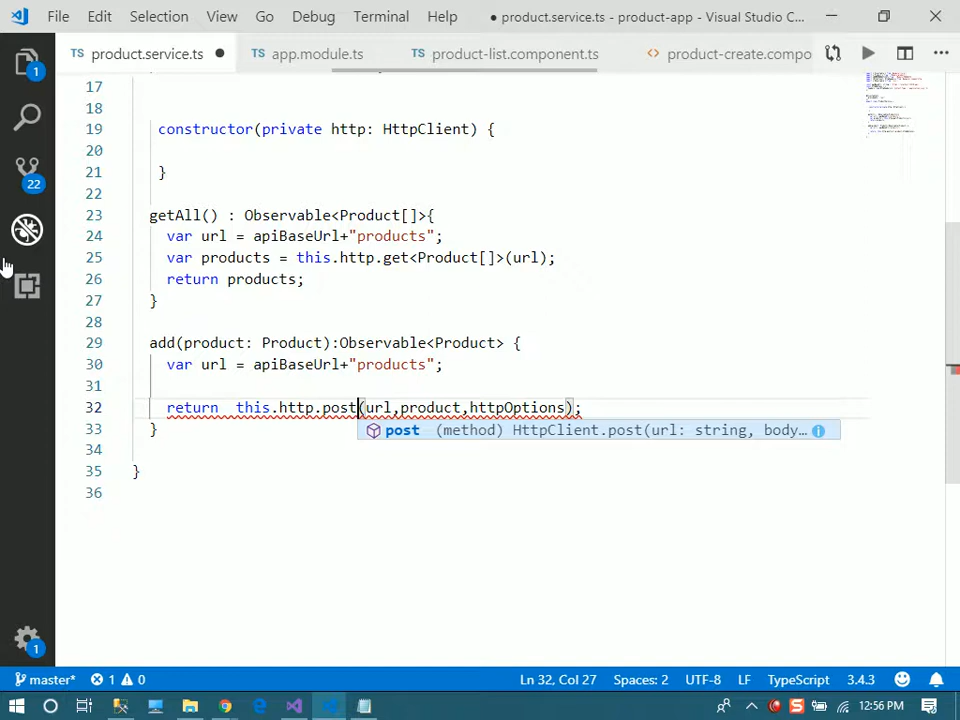 File Edit Selection View Go Debug Terminal Help ● product.service.ts - product-app - Visual Studio C...
TS product.service.ts ● TS app.module.ts TS product-list.component.ts <> product-create.compo ...
17
18
19 constructor(private http: HttpClient) {
20
21 }
22
23 getAll() : Observable<Product[]>{
24 var url = apiBaseUrl+"products";
25 var products = this.http.get<Product[]>(url);
26 return products;
27 }
28
29 add(product: Product):Observable<Product> {
30 var url = apiBaseUrl+"products";
31
32 return this.http.post(url,product,httpOptions);
33 }
post (method) HttpClient.post(url: string, body...
34
35 }
36
1
22
1
master* 1 0 Ln 32, Col 27 Spaces: 2 UTF-8 LF TypeScript 3.4.3
12:56 PM